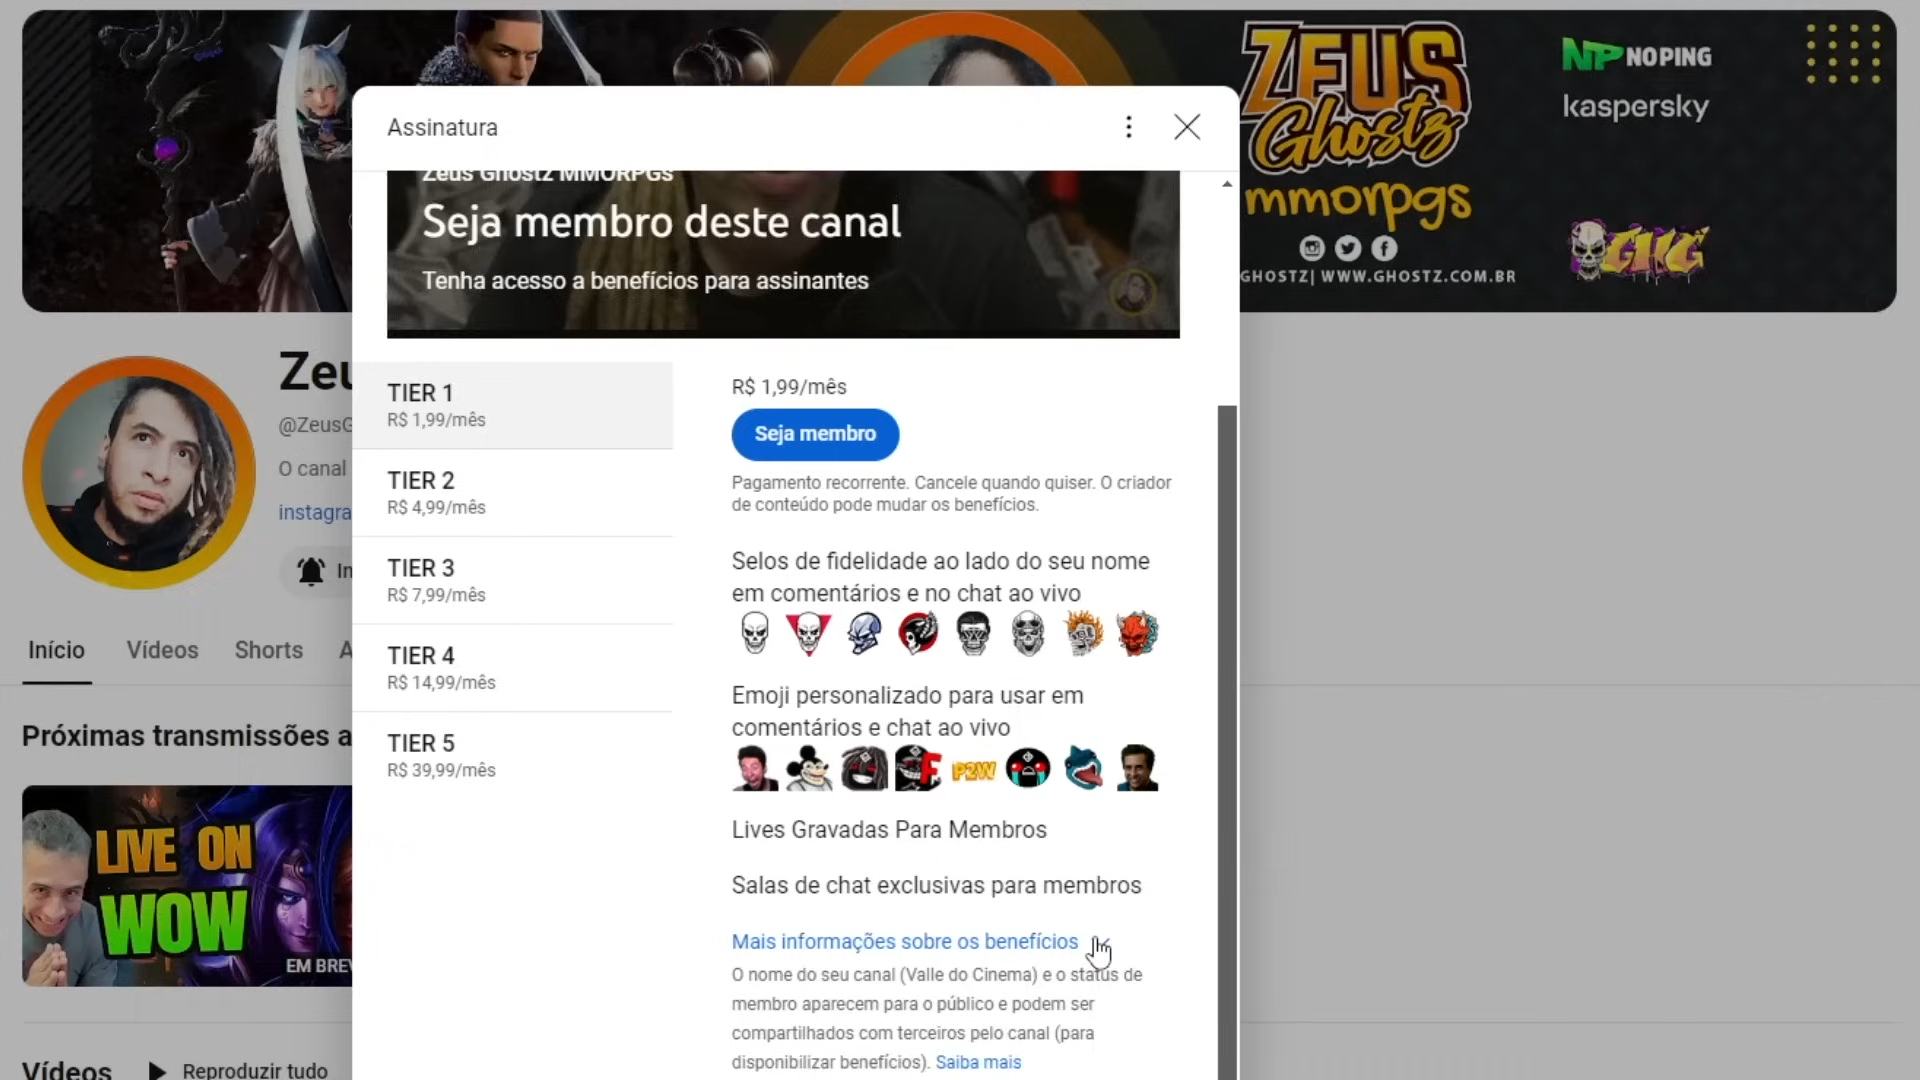 ZEUS
Ghostz
mmorpgs
NP NOPING
kaspersky
GHG
GHOSTZ| WWW.GHOSTZ.COM.BR
Assinatura
Zeus Ghostz MMORPGs
Seja membro deste canal
Tenha acesso a benefícios para assinantes
TIER 1
R$ 1,99/mês
TIER 2
R$ 4,99/mês
TIER 3
R$ 7,99/mês
TIER 4
R$ 14,99/mês
TIER 5
R$ 39,99/mês
R$ 1,99/mês
Seja membro
Pagamento recorrente. Cancele quando quiser. O criador
de conteúdo pode mudar os benefícios.
Selos de fidelidade ao lado do seu nome
em comentários e no chat ao vivo
Emoji personalizado para usar em
comentários e chat ao vivo
F
P2W
Lives Gravadas Para Membros
Salas de chat exclusivas para membros
Mais informações sobre os benefícios
O nome do seu canal (Valle do Cinema) e o status de
membro aparecem para o público e podem ser
compartilhados com terceiros pelo canal (para
disponibilizar benefícios). Saiba mais
Zeu
@ZeusG
O canal
instagra
In
Início Vídeos Shorts A
Próximas transmissões a
LIVE ON
WOW
EM BREV
Vídeos Reproduzir tudo